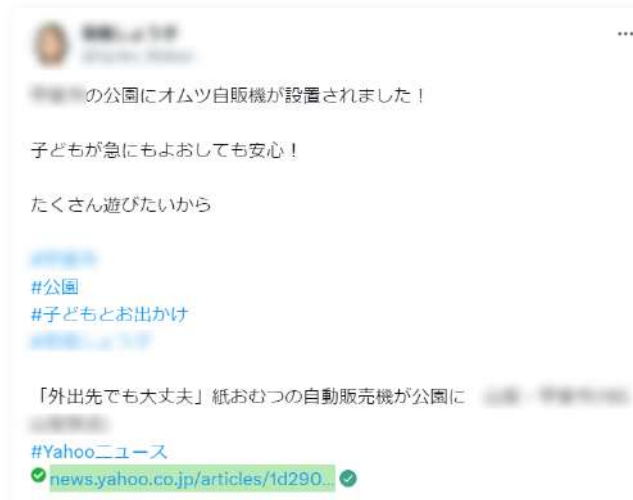 の公園にオムツ自販機が設置されました！
子どもが急にもよおしても安心！
たくさん遊びたいから
#公園
#子どもとお出かけ
「外出先でも大丈夫」紙おむつの自動販売機が公園に
#Yahooニュース
news.yahoo.co.jp/articles/1d290...